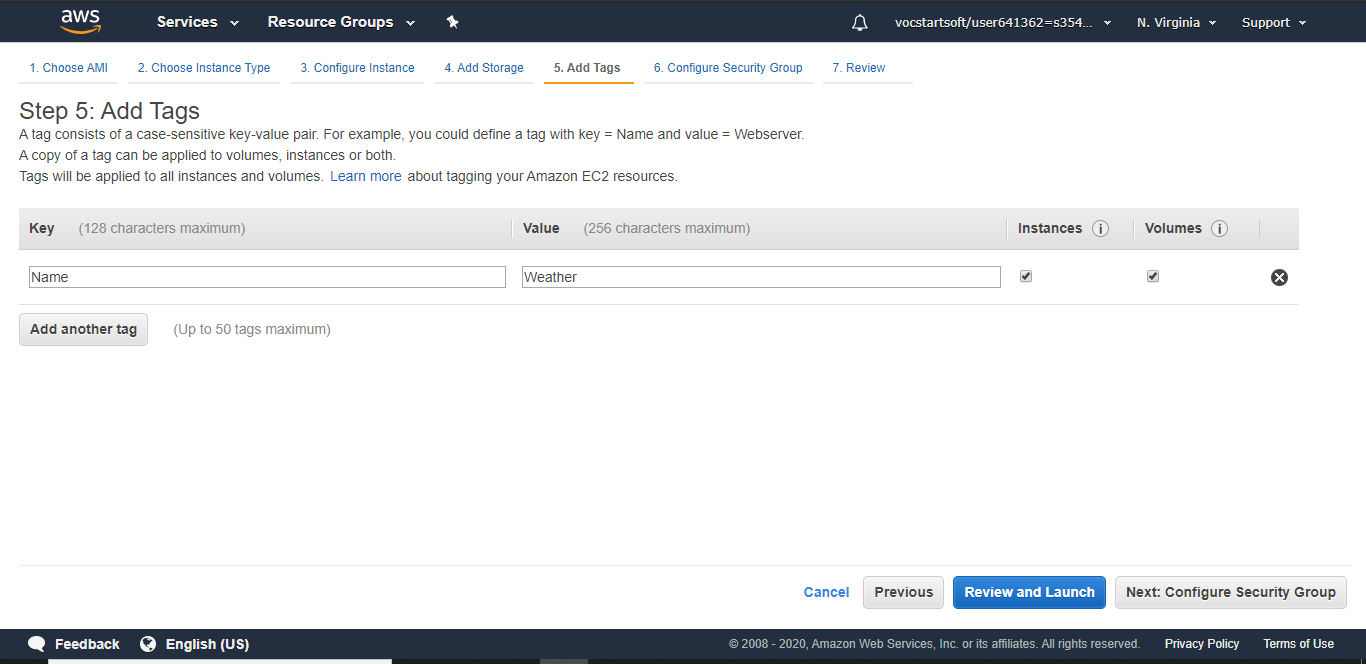 aws Services Resource Groups vocstartsoft/user641362=s354... N. Virginia Support
1. Choose AMI 2. Choose Instance Type 3. Configure Instance 4. Add Storage 5. Add Tags 6. Configure Security Group 7. Review
Step 5: Add Tags
A tag consists of a case-sensitive key-value pair. For example, you could define a tag with key = Name and value = Webserver.
A copy of a tag can be applied to volumes, instances or both.
Tags will be applied to all instances and volumes. Learn more about tagging your Amazon EC2 resources.
Key (128 characters maximum) Value (256 characters maximum) Instances i Volumes i
Name Weather
Add another tag (Up to 50 tags maximum)
Cancel Previous Review and Launch Next: Configure Security Group
Feedback English (US) © 2008 - 2020, Amazon Web Services, Inc. or its affiliates. All rights reserved. Privacy Policy Terms of Use